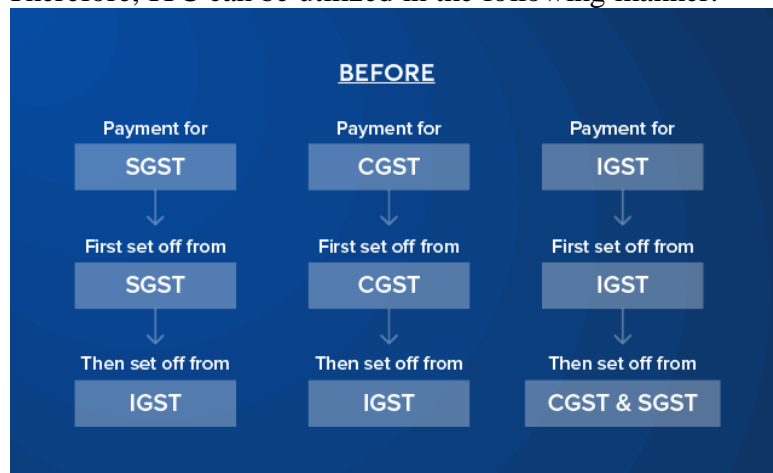 Therefore, ITC can be utilized in the following manner:
BEFORE
Payment for
SGST
First set off from
SGST
Then set off from
IGST
Payment for
CGST
First set off from
CGST
Then set off from
IGST
Payment for
IGST
First set off from
IGST
Then set off from
CGST & SGST